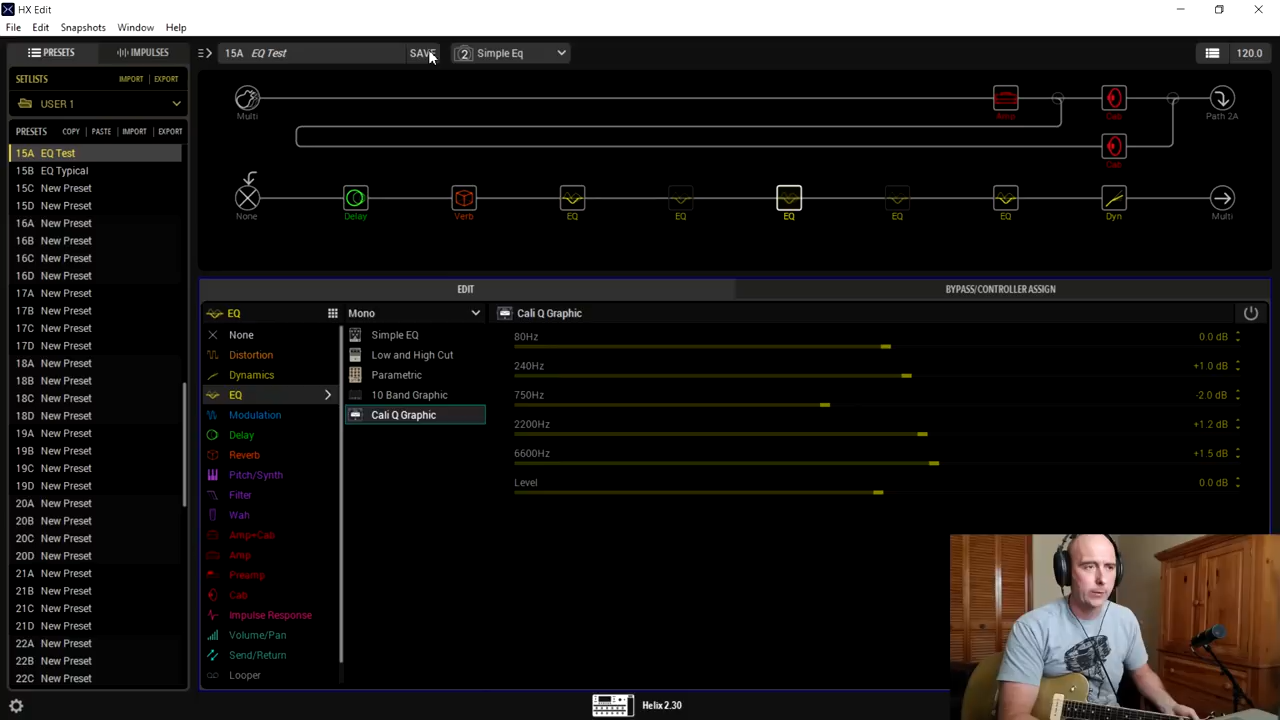 HX Edit
File Edit Snapshots Window Help
PRESETS IMPULSES
15A EQ Test SAVE 2 Simple Eq 120.0
SETLISTS IMPORT EXPORT
USER 1
PRESETS COPY PASTE IMPORT EXPORT
15A EQ Test
15B EQ Typical
15C New Preset
15D New Preset
16A New Preset
16B New Preset
16C New Preset
16D New Preset
17A New Preset
17B New Preset
17C New Preset
17D New Preset
18A New Preset
18B New Preset
18C New Preset
18D New Preset
19A New Preset
19B New Preset
19C New Preset
19D New Preset
20A New Preset
20B New Preset
20C New Preset
20D New Preset
21A New Preset
21B New Preset
21C New Preset
21D New Preset
22A New Preset
22B New Preset
22C New Preset
Multi Amp Cab Path 2A
Cab
None Delay Verb EQ EQ EQ EQ EQ Dyn Multi
EDIT BYPASS/CONTROLLER ASSIGN
EQ
None
Distortion
Dynamics
EQ
Modulation
Delay
Reverb
Pitch/Synth
Filter
Wah
Amp+Cab
Amp
Preamp
Cab
Impulse Response
Volume/Pan
Send/Return
Looper
Mono
Simple EQ
Low and High Cut
Parametric
10 Band Graphic
Cali Q Graphic
Cali Q Graphic
80Hz 0.0 dB
240Hz +1.0 dB
750Hz -2.0 dB
2200Hz +1.2 dB
6600Hz +1.5 dB
Level 0.0 dB
Helix 2.30